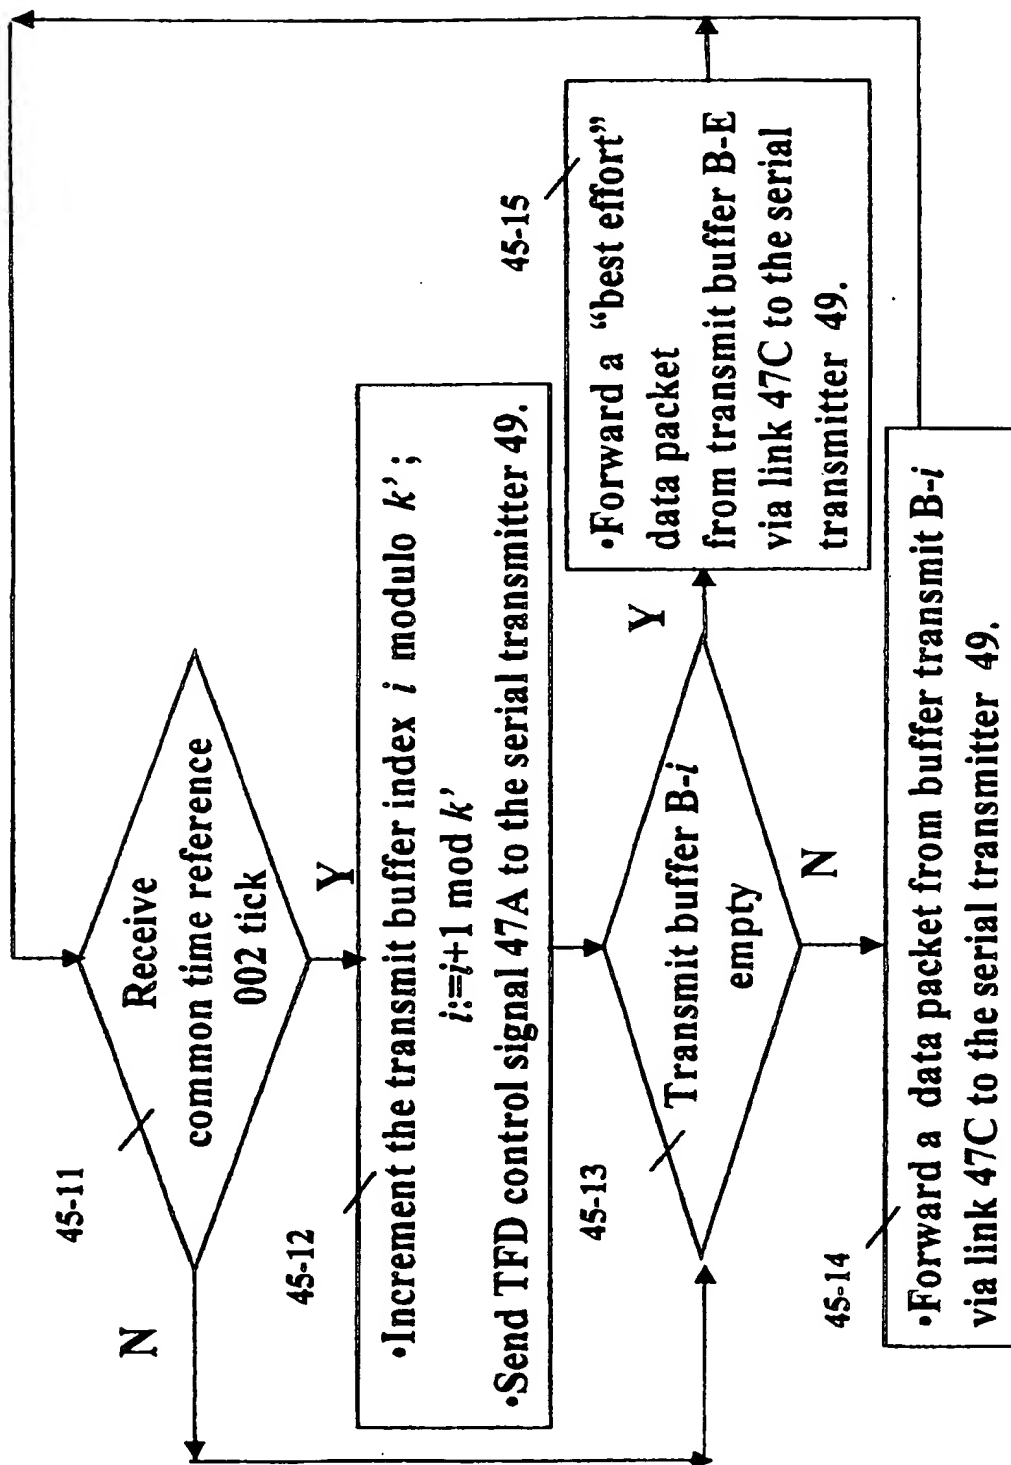 45-11
Receive
common time reference
002 tick
N
Y
45-12
•Increment the transmit buffer index i modulo k’;
i:=i+1 mod k’
•Send TFD control signal 47A to the serial transmitter 49.
45-13
Transmit buffer B-i
empty
Y
N
45-15
•Forward a “best effort”
data packet
from transmit buffer B-E
via link 47C to the serial
transmitter 49.
45-14
•Forward a data packet from buffer transmit B-i
via link 47C to the serial transmitter 49.